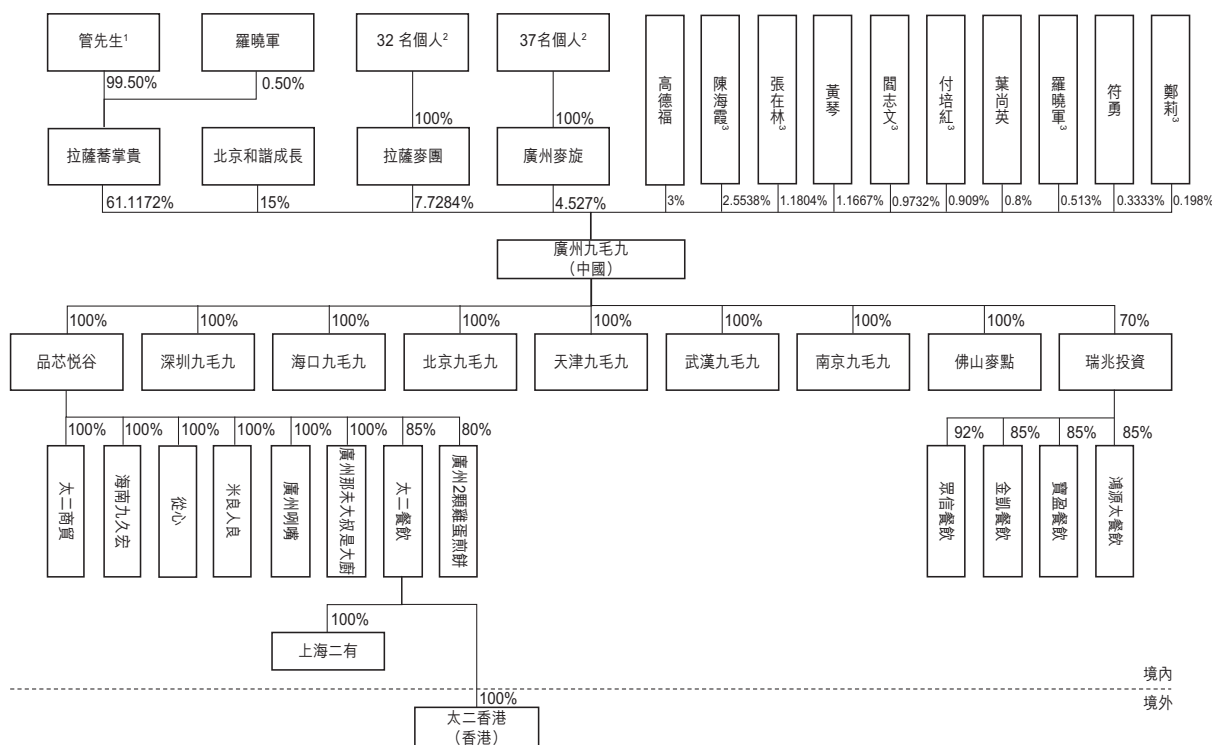 管先生1
羅曉軍
32 名個人2
37名個人2
99.50%
0.50%
100%
100%
高德福
陳海霞3
張在林3
黃琴
閻志文3
付培紅3
葉尚英
羅曉軍3
符勇
鄭莉3
拉薩蕎掌貴
北京和諧成長
拉薩麥團
廣州麥旋
61.1172%
15%
7.7284%
4.527%
3%
2.5538%
1.1804%
1.1667%
0.9732%
0.909%
0.8%
0.513%
0.3333%
0.198%
廣州九毛九
（中國）
100%
100%
100%
100%
100%
100%
100%
100%
70%
品芯悦谷
深圳九毛九
海口九毛九
北京九毛九
天津九毛九
武漢九毛九
南京九毛九
佛山麥點
瑞兆投資
100%
100%
100%
100%
100%
100%
85%
80%
92%
85%
85%
85%
太二商貿
海南九久宏
從心
米良人良
廣州咧嘴
廣州那未大叔是大廚
太二餐飲
廣州2顆雞蛋煎餅
眾信餐飲
金凱餐飲
寶盈餐飲
鴻源太餐飲
100%
上海二有
境內
境外
100%
太二香港
（香港）